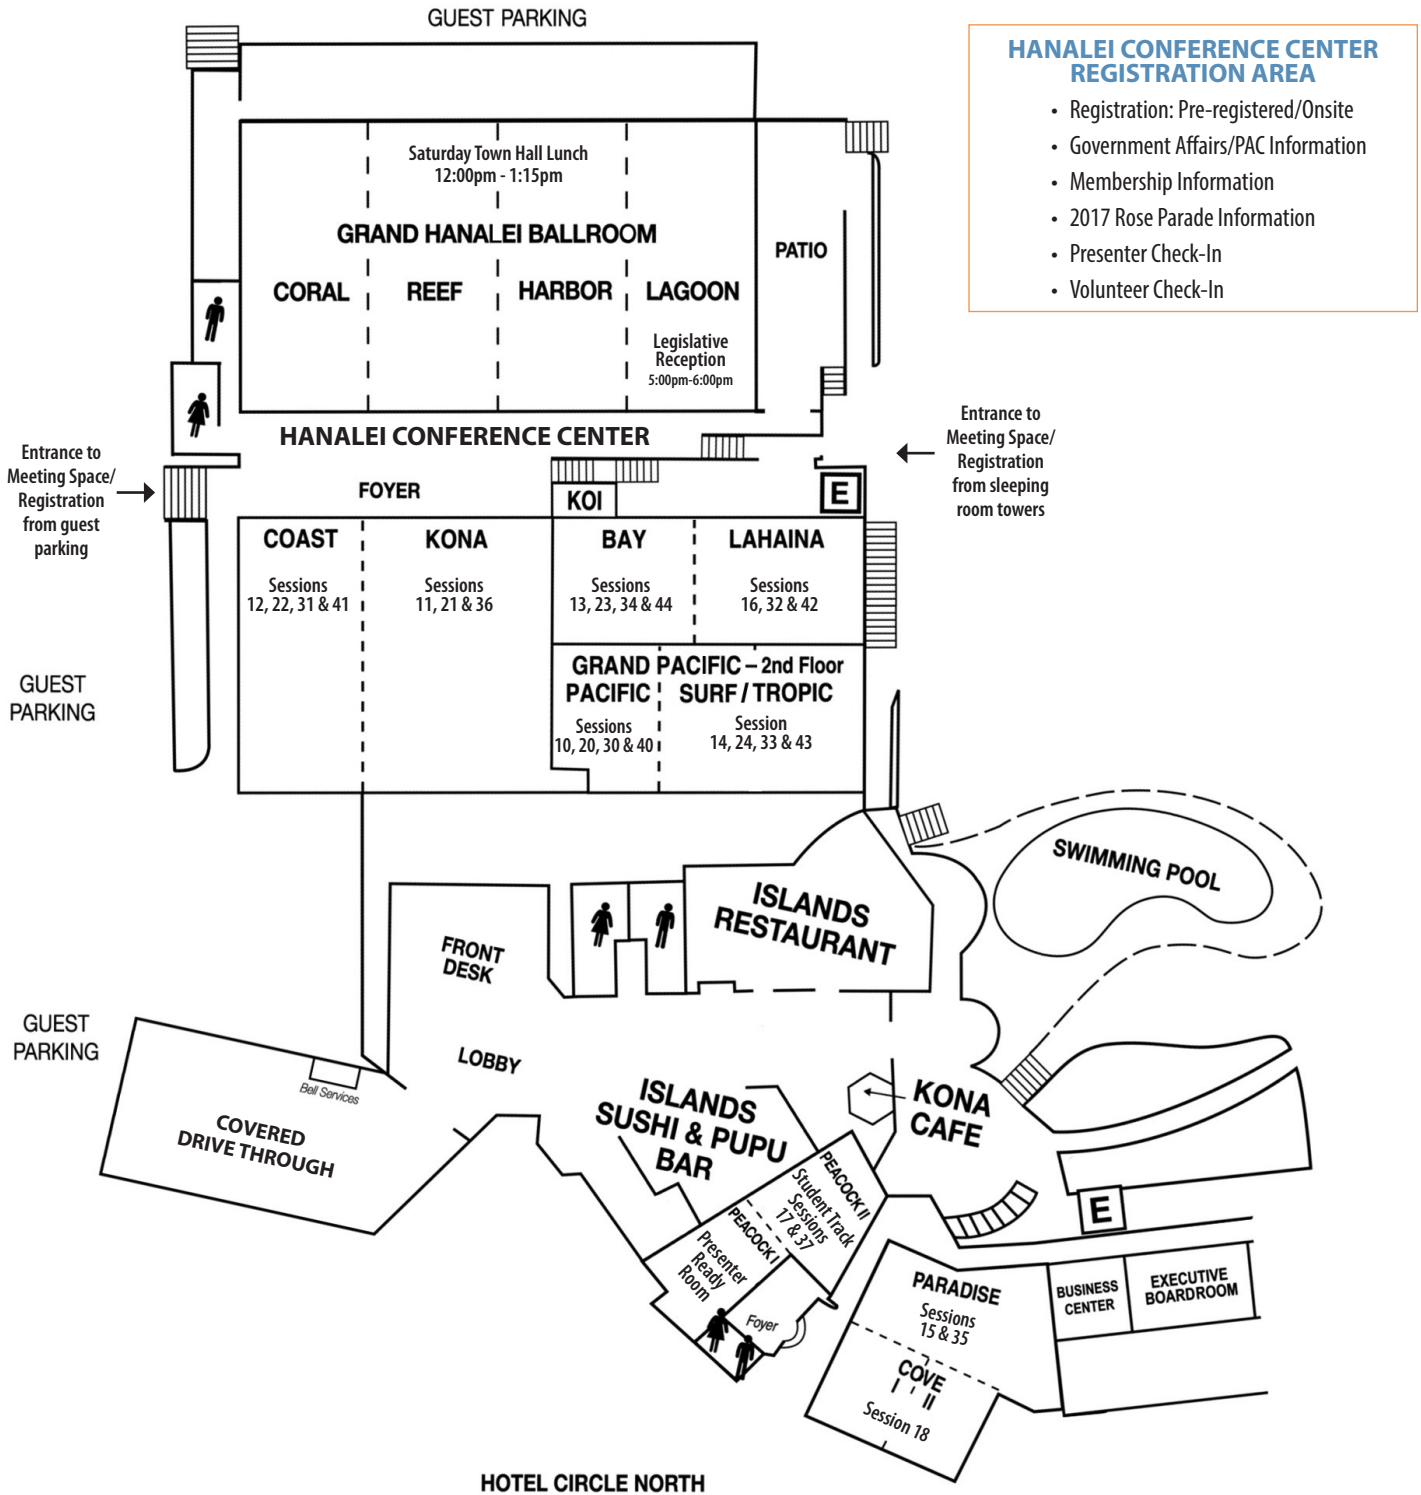 GUEST PARKING
HANALEI CONFERENCE CENTER
REGISTRATION AREA
• Registration: Pre-registered/Onsite
• Government Affairs/PAC Information
• Membership Information
• 2017 Rose Parade Information
• Presenter Check-In
• Volunteer Check-In
Saturday Town Hall Lunch
12:00pm - 1:15pm
GRAND HANALEI BALLROOM
PATIO
CORAL
REEF
HARBOR
LAGOON
Legislative
Reception
5:00pm-6:00pm
HANALEI CONFERENCE CENTER
Entrance to
Meeting Space/
Registration
from sleeping
room towers
Entrance to
Meeting Space/
Registration
from guest
parking
FOYER
KOI
E
COAST
Sessions
12, 22, 31 & 41
KONA
Sessions
11, 21 & 36
BAY
Sessions
13, 23, 34 & 44
LAHAINA
Sessions
16, 32 & 42
GRAND PACIFIC – 2nd Floor
PACIFIC
Sessions
10, 20, 30 & 40
SURF / TROPIC
Session
14, 24, 33 & 43
GUEST
PARKING
SWIMMING POOL
ISLANDS
RESTAURANT
FRONT
DESK
LOBBY
GUEST
PARKING
Bell Services
COVERED
DRIVE THROUGH
ISLANDS
SUSHI & PUPU
BAR
KONA
CAFE
PEACOCK II
Student Track
Sessions
17 & 37
PEACOCK I
Presenter
Ready
Room
Foyer
E
PARADISE
Sessions
15 & 35
COVE
I II
Session 18
BUSINESS
CENTER
EXECUTIVE
BOARDROOM
HOTEL CIRCLE NORTH